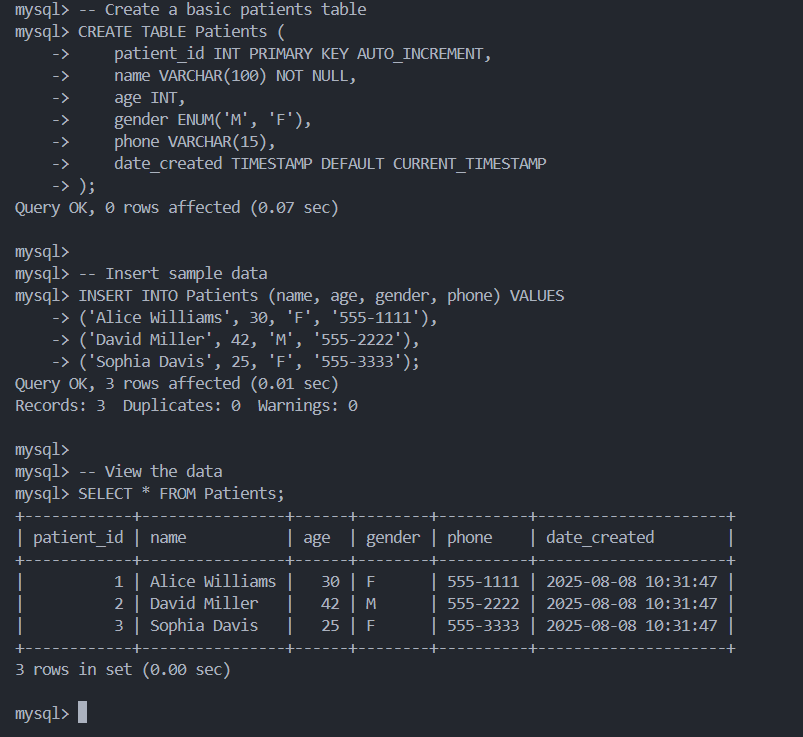 mysql> -- Create a basic patients table
mysql> CREATE TABLE Patients (
    ->     patient_id INT PRIMARY KEY AUTO_INCREMENT,
    ->     name VARCHAR(100) NOT NULL,
    ->     age INT,
    ->     gender ENUM('M', 'F'),
    ->     phone VARCHAR(15),
    ->     date_created TIMESTAMP DEFAULT CURRENT_TIMESTAMP
    -> );
Query OK, 0 rows affected (0.07 sec)

mysql>
mysql> -- Insert sample data
mysql> INSERT INTO Patients (name, age, gender, phone) VALUES
    -> ('Alice Williams', 30, 'F', '555-1111'),
    -> ('David Miller', 42, 'M', '555-2222'),
    -> ('Sophia Davis', 25, 'F', '555-3333');
Query OK, 3 rows affected (0.01 sec)
Records: 3  Duplicates: 0  Warnings: 0

mysql>
mysql> -- View the data
mysql> SELECT * FROM Patients;
+------------+----------------+------+--------+----------+---------------------+
| patient_id | name           | age  | gender | phone    | date_created        |
+------------+----------------+------+--------+----------+---------------------+
|          1 | Alice Williams |   30 | F      | 555-1111 | 2025-08-08 10:31:47 |
|          2 | David Miller   |   42 | M      | 555-2222 | 2025-08-08 10:31:47 |
|          3 | Sophia Davis   |   25 | F      | 555-3333 | 2025-08-08 10:31:47 |
+------------+----------------+------+--------+----------+---------------------+
3 rows in set (0.00 sec)

mysql>